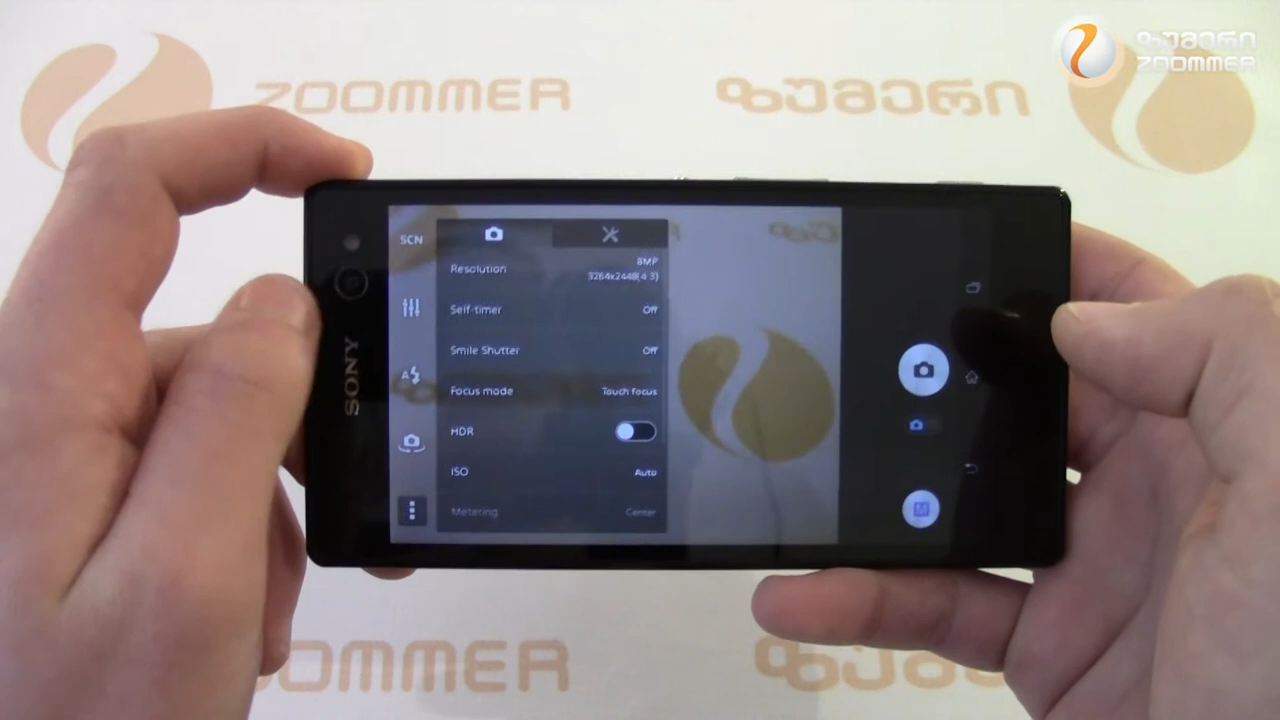 ზუმერი
ZOOMMER
ZOOMMER
ზუმერი
SONY
SCN
Resolution
8MP
3264x2448(4:3)
Self-timer
Off
Smile Shutter
Off
Focus mode
Touch focus
HDR
ISO
Auto
Metering
Center
ZOOMMER
ზუმერი